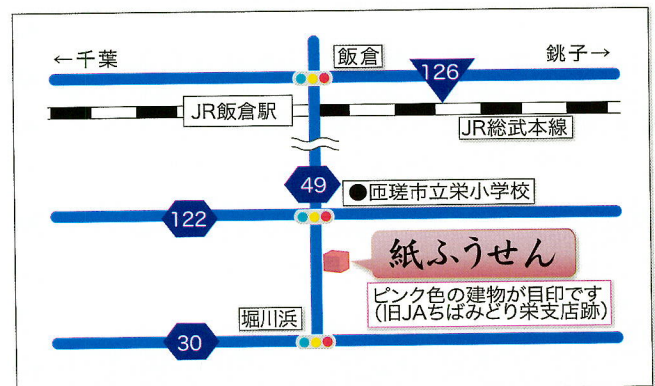 ←千葉
飯倉
銚子→
126
JR飯倉駅
JR総武本線
49
●匝瑳市立栄小学校
122
紙ふうせん
ピンク色の建物が目印です
(旧JAちばみどり栄支店跡)
堀川浜
30